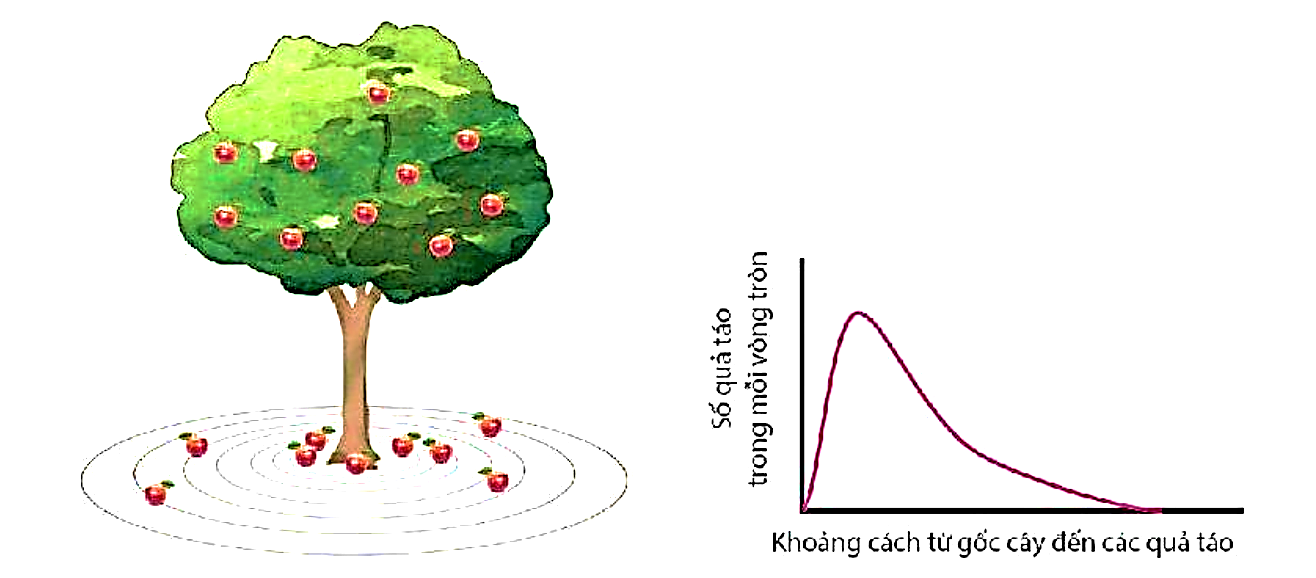 Số quả táo
trong mỗi vòng tròn
Khoảng cách từ gốc cây đến các quả táo